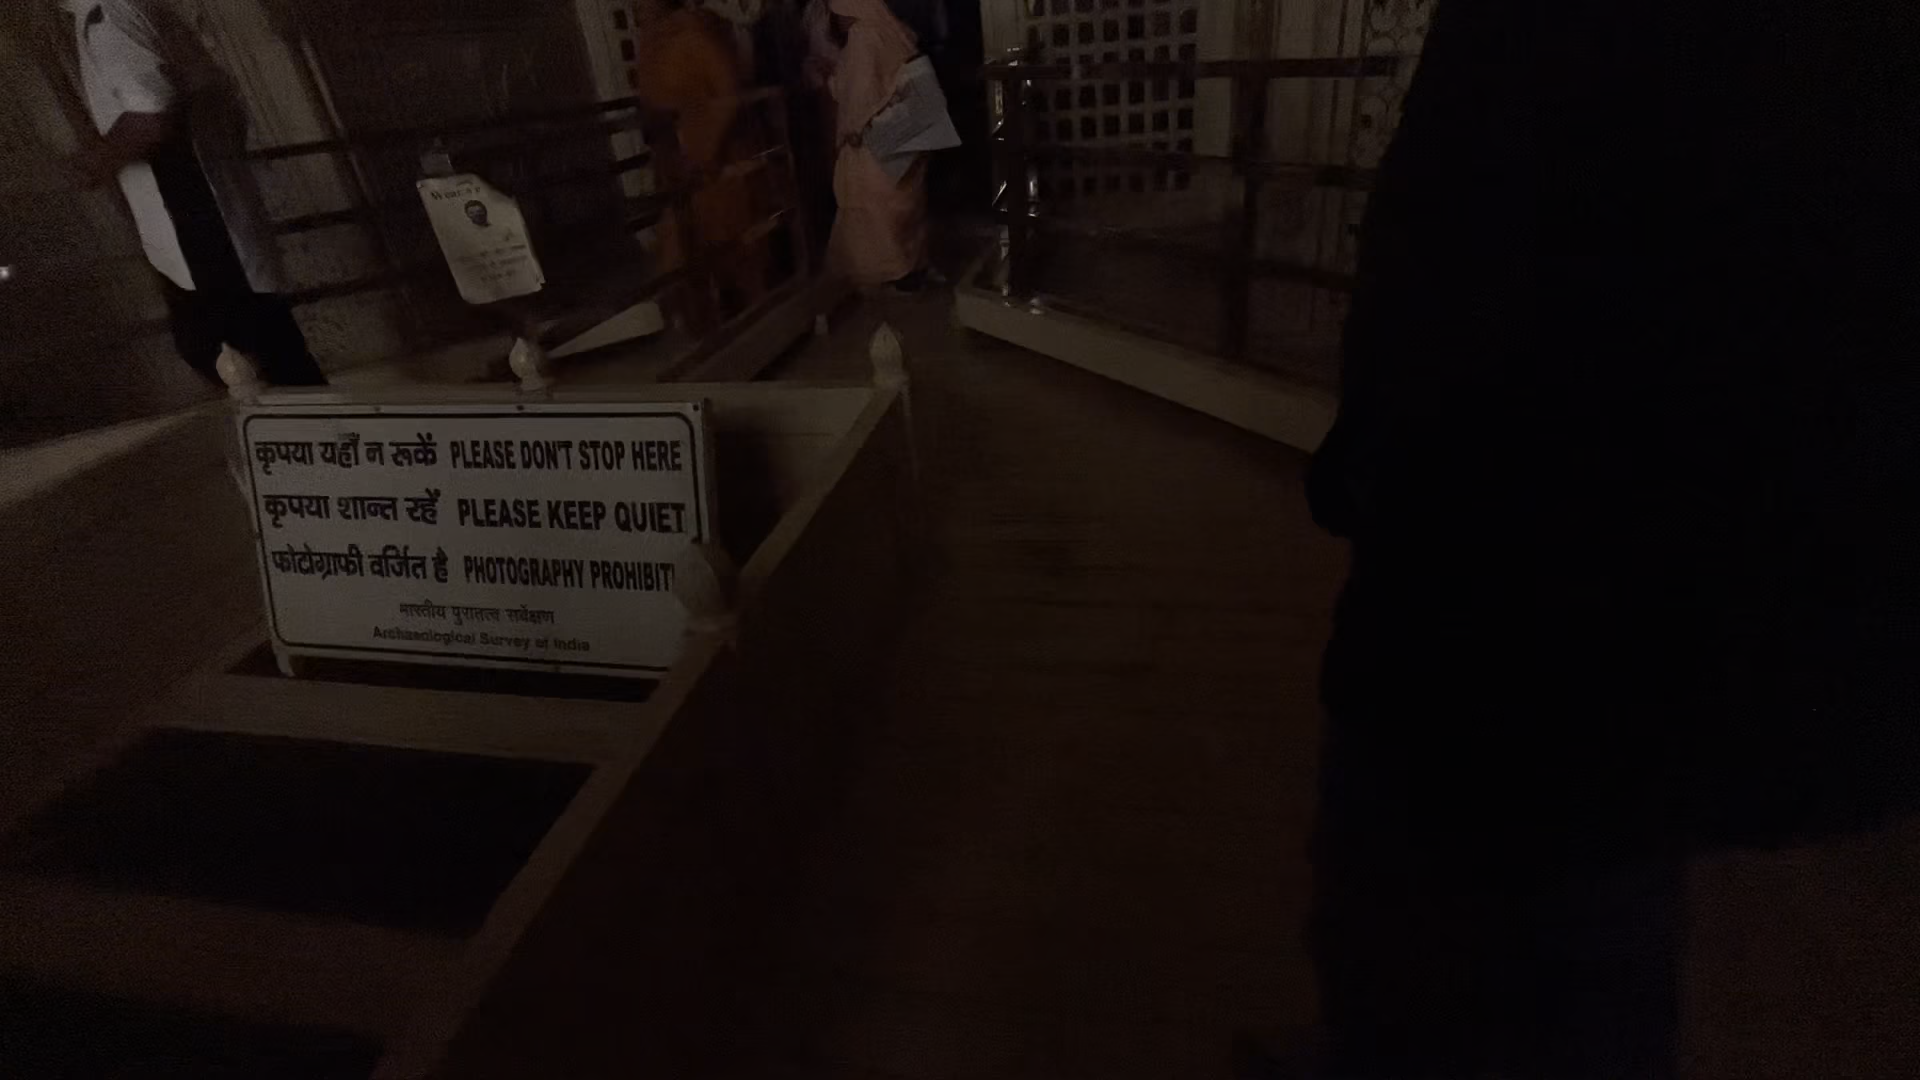 कृपया यहाँ न रूकें PLEASE DON'T STOP HERE
कृपया शान्त रहें PLEASE KEEP QUIET
फोटोग्राफी वर्जित है PHOTOGRAPHY PROHIBIT
भारतीय पुरातत्व सर्वेक्षण
Archaeological Survey of India